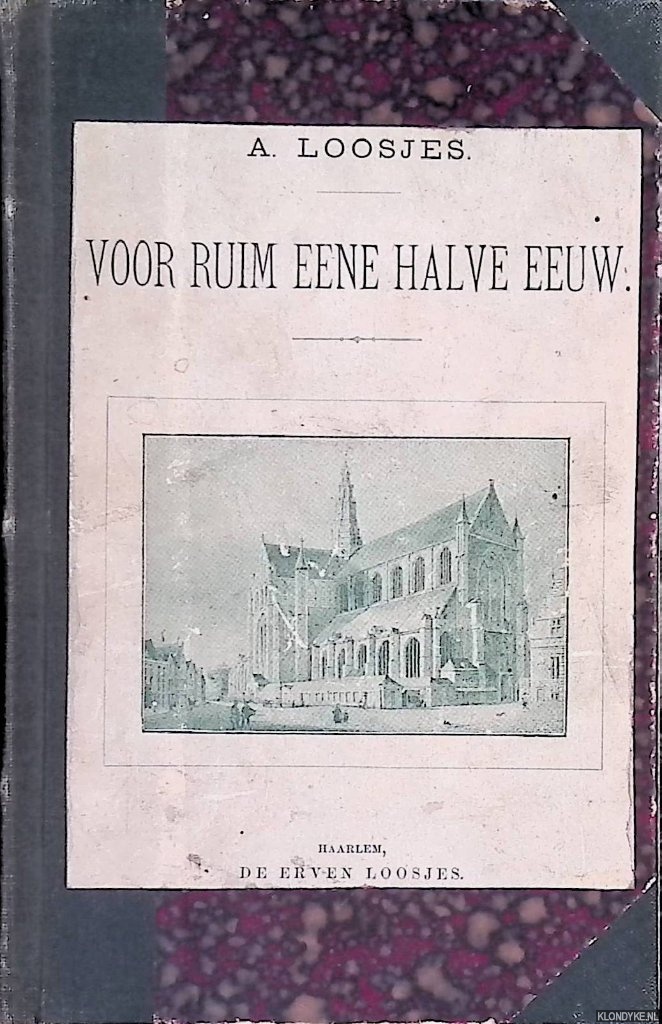 A. LOOSJES.
VOOR RUIM EENE HALVE EEUW.
HAARLEM,
DE ERVEN LOOSJES.
KLONDYKE.NL